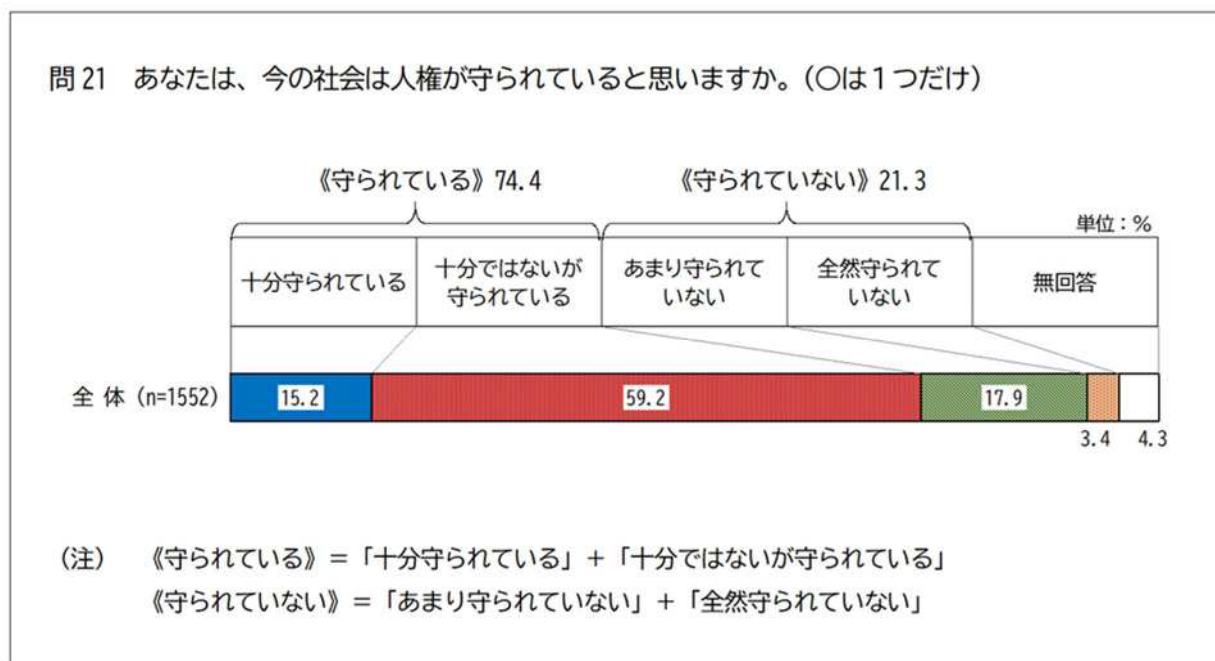 問21 あなたは、今の社会は人権が守られていると思いますか。（○は１つだけ）
《守られている》74.4
《守られていない》21.3
単位：％
十分守られている
十分ではないが
守られている
あまり守られて
いない
全然守られて
いない
無回答
全 体 (n=1552)
15.2
59.2
17.9
3.4
4.3
（注） 《守られている》＝「十分守られている」＋「十分ではないが守られている」
《守られていない》＝「あまり守られていない」＋「全然守られていない」